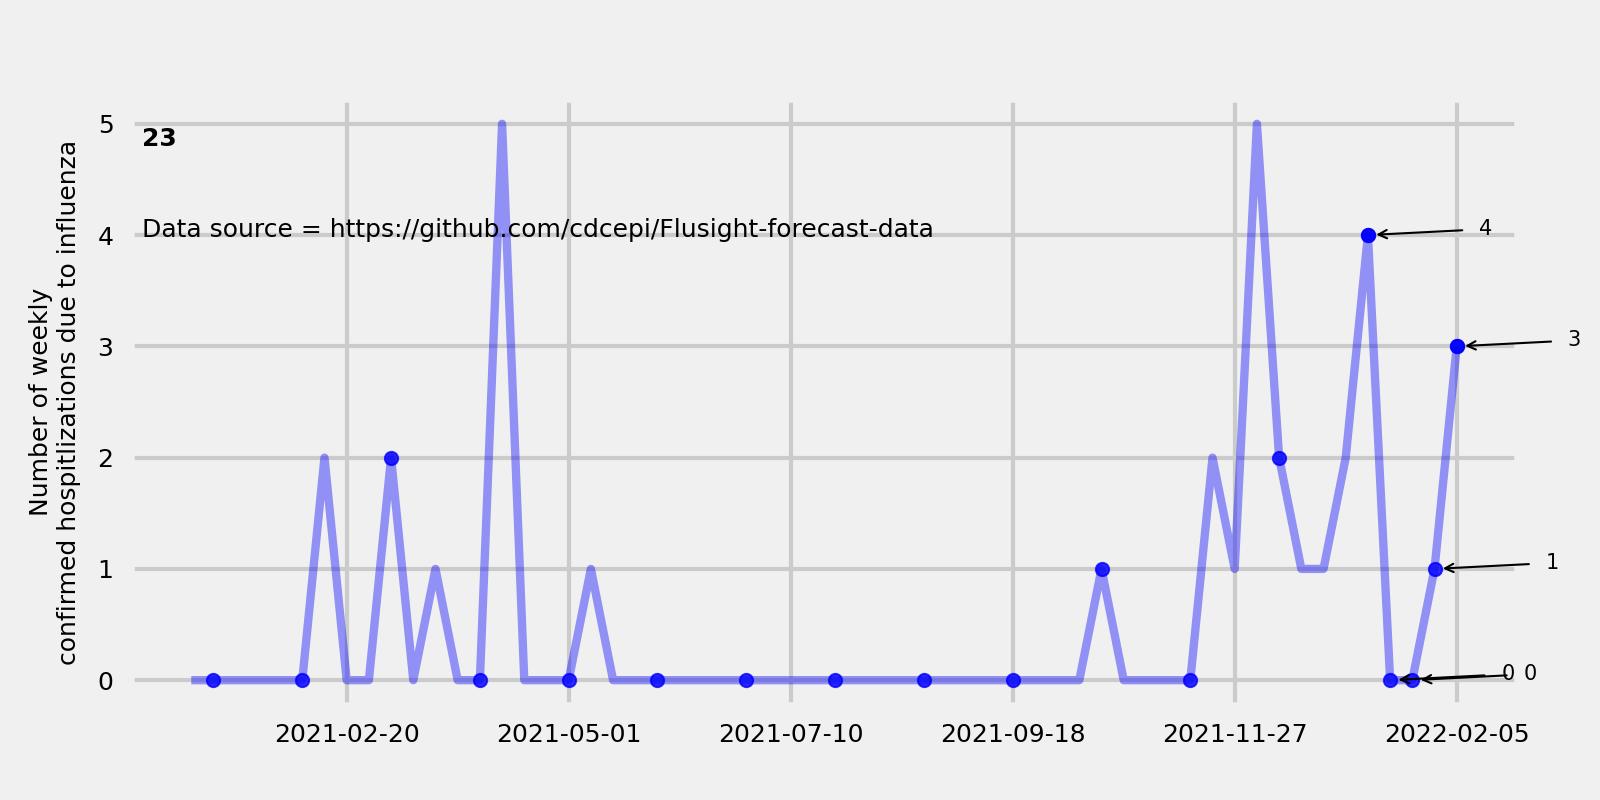 Number of weekly
confirmed hospitlizations due to influenza
5
4
3
2
1
0
23
Data source = https://github.com/cdcepi/Flusight-forecast-data
4
3
1
0 0
2021-02-20 2021-05-01 2021-07-10 2021-09-18 2021-11-27 2022-02-05